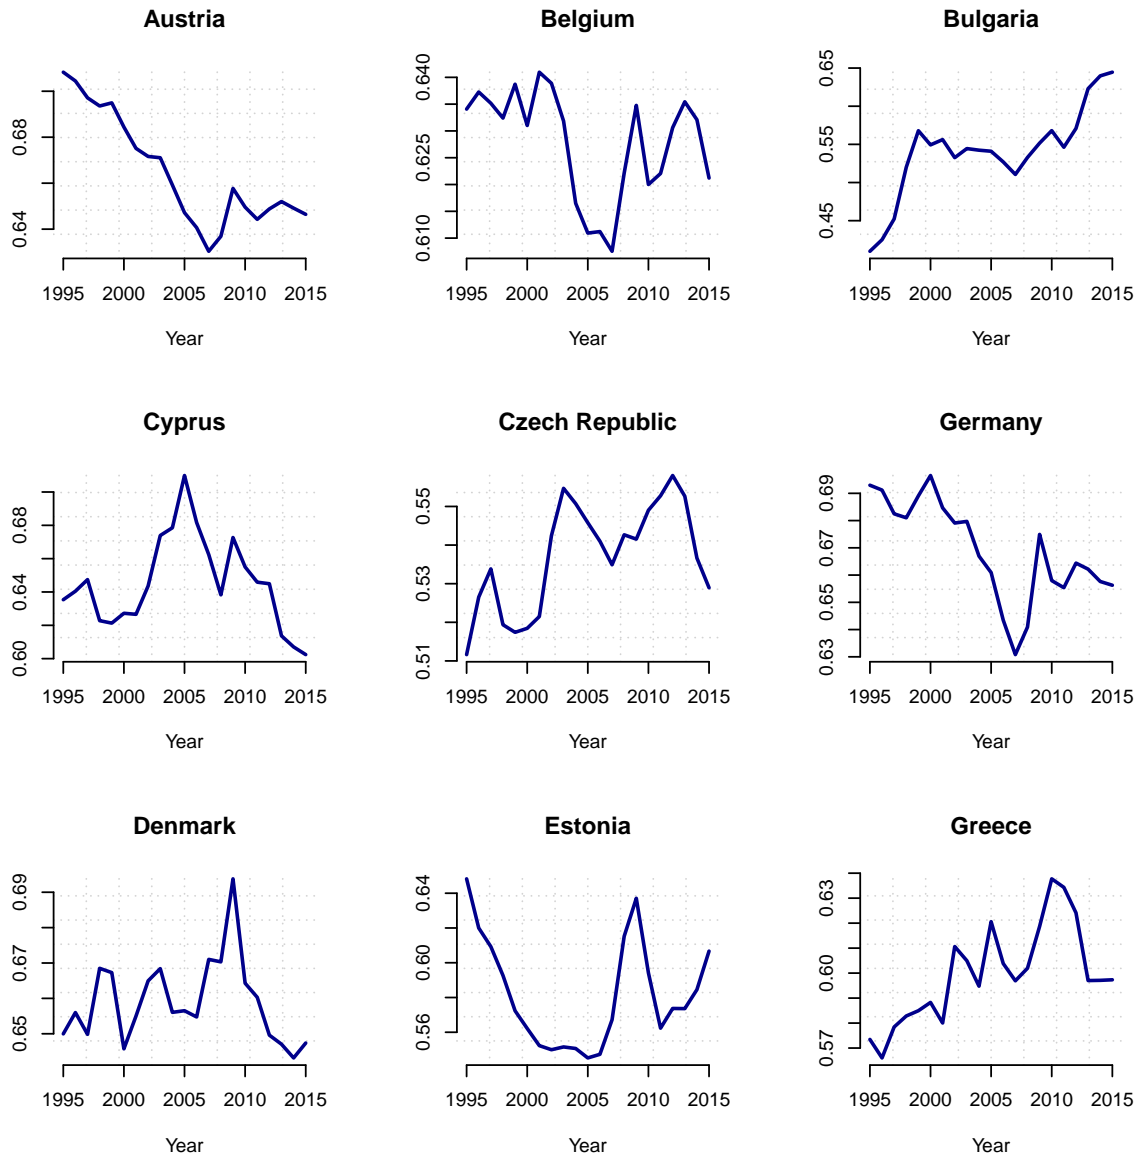 Austria
0.64 0.68
1995 2000 2005 2010 2015
Year
Belgium
0.610 0.625 0.640
1995 2000 2005 2010 2015
Year
Bulgaria
0.45 0.55 0.65
1995 2000 2005 2010 2015
Year
Cyprus
0.60 0.64 0.68
1995 2000 2005 2010 2015
Year
Czech Republic
0.51 0.53 0.55
1995 2000 2005 2010 2015
Year
Germany
0.63 0.65 0.67 0.69
1995 2000 2005 2010 2015
Year
Denmark
0.65 0.67 0.69
1995 2000 2005 2010 2015
Year
Estonia
0.56 0.60 0.64
1995 2000 2005 2010 2015
Year
Greece
0.57 0.60 0.63
1995 2000 2005 2010 2015
Year